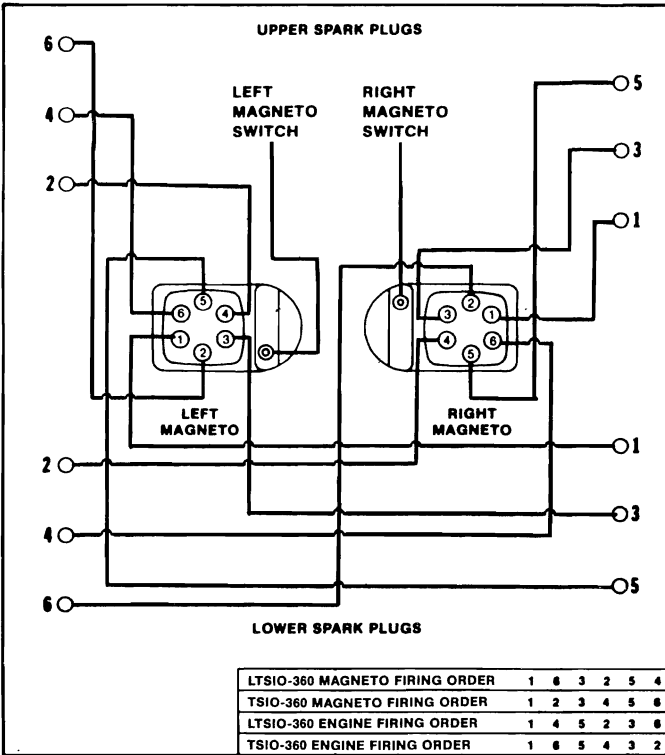 UPPER SPARK PLUGS
6
4
2
LEFT
MAGNETO
SWITCH
RIGHT
MAGNETO
SWITCH
5
3
1
5
6
4
1
3
2
2
3
1
4
6
5
LEFT
MAGNETO
RIGHT
MAGNETO
2
4
6
1
3
5
LOWER SPARK PLUGS
LTSIO-360 MAGNETO FIRING ORDER 1 6 3 2 5 4
TSIO-360 MAGNETO FIRING ORDER 1 2 3 4 5 6
LTSIO-360 ENGINE FIRING ORDER 1 4 5 2 3 6
TSIO-360 ENGINE FIRING ORDER 1 6 5 4 3 2